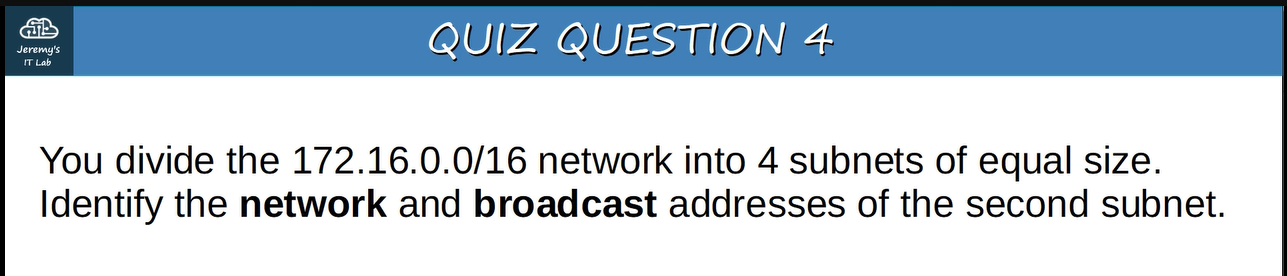 Jeremy's
IT Lab
QUIZ QUESTION 4
You divide the 172.16.0.0/16 network into 4 subnets of equal size.
Identify the network and broadcast addresses of the second subnet.